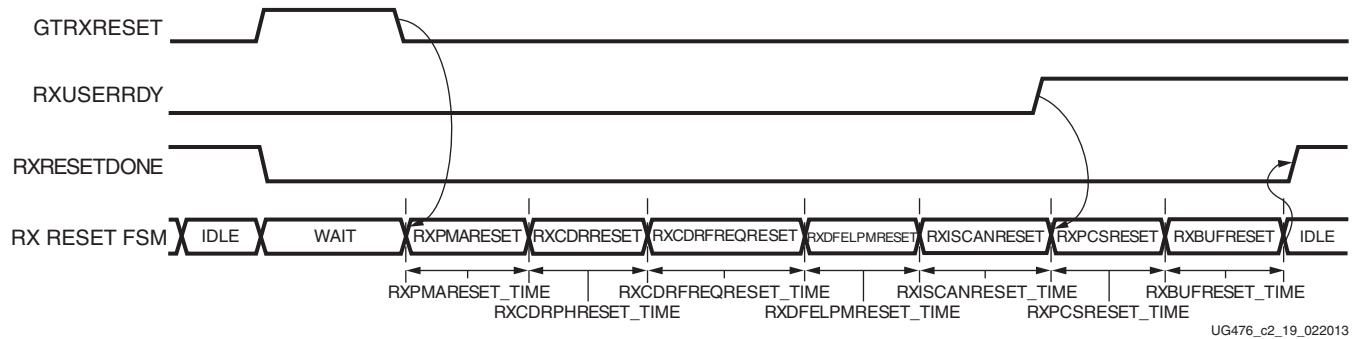 GTRXRESET
RXUSERRDY
RXRESETDONE
RX RESET FSM IDLE WAIT RXPMARESET RXCDRRESET RXCDRFREQRESET RXDFELPMRESET RXISCANRESET RXPCSRESET RXBUFRESET IDLE
RXPMARESET_TIME RXCDRFREQRESET_TIME RXISCANRESET_TIME RXBUFRESET_TIME
RXCDRPHRESET_TIME RXDFELPMRESET_TIME RXPCSRESET_TIME
UG476_c2_19_022013